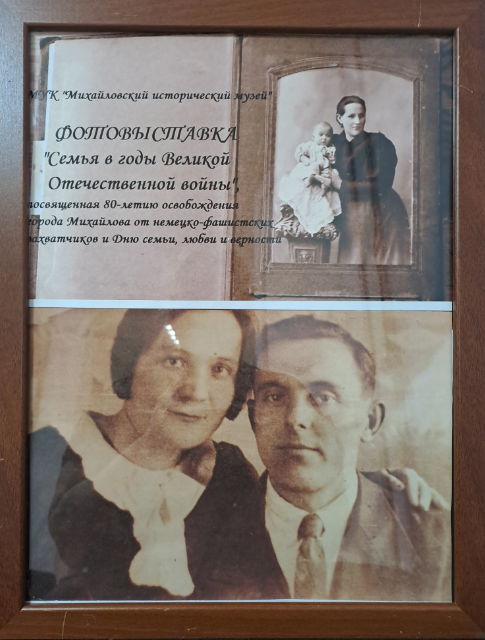 МУК "Михайловский исторический музей"
ФОТОВЫСТАВКА
"Семья в годы Великой
Отечественной войны",
посвященная 80-летию освобождения
города Михайлова от немецко-фашистских
захватчиков и Дню семьи, любви и верности